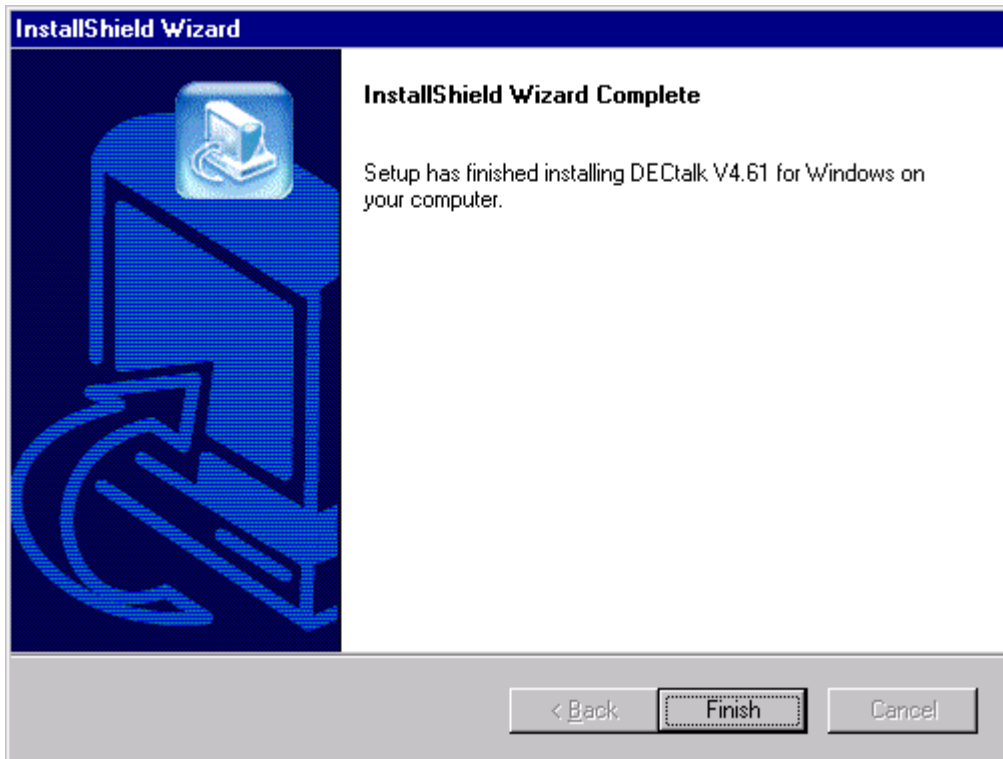 InstallShield Wizard
InstallShield Wizard Complete
Setup has finished installing DECtalk V4.61 for Windows on
your computer.
< Back
Finish
Cancel